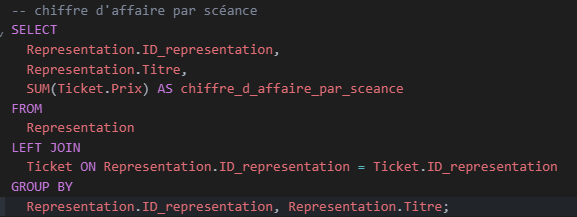 -- chiffre d'affaire par scéance
SELECT
Representation.ID_representation,
Representation.Titre,
SUM(Ticket.Prix) AS chiffre_d_affaire_par_sceance
FROM
Representation
LEFT JOIN
Ticket ON Representation.ID_representation = Ticket.ID_representation
GROUP BY
Representation.ID_representation, Representation.Titre;